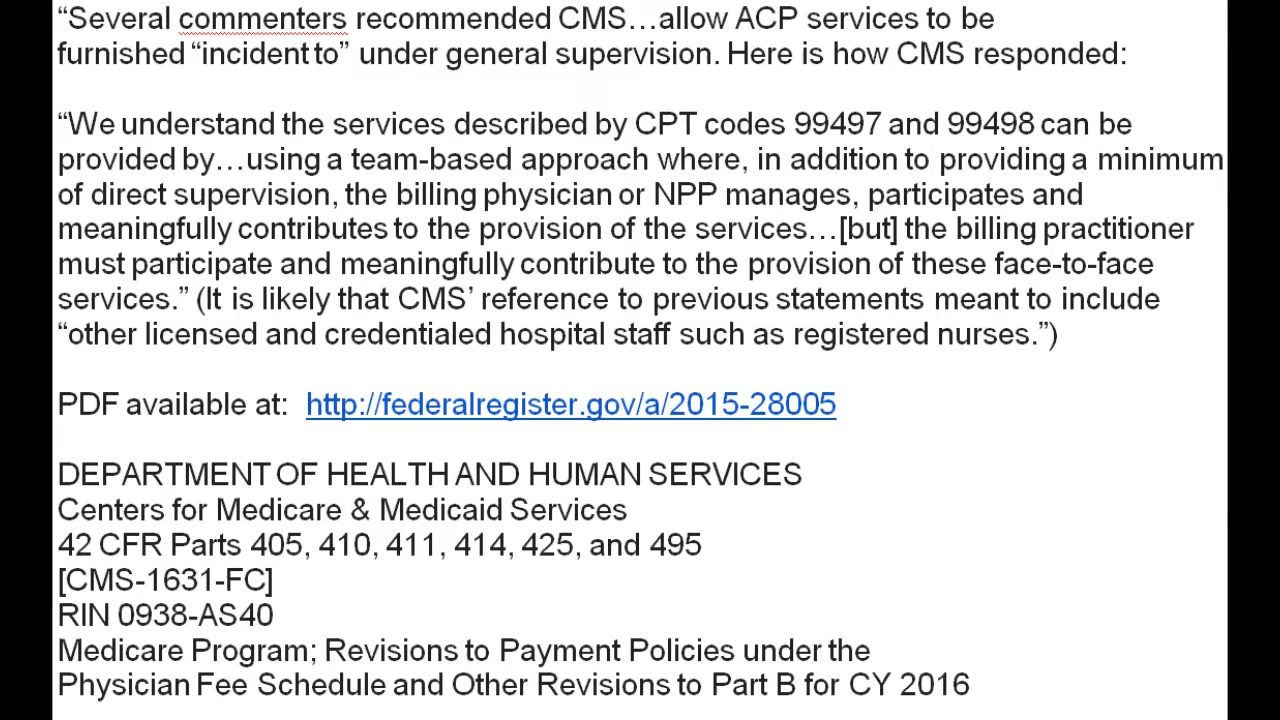 “Several commenters recommended CMS…allow ACP services to be
furnished “incident to” under general supervision. Here is how CMS responded:
“We understand the services described by CPT codes 99497 and 99498 can be
provided by…using a team-based approach where, in addition to providing a minimum
of direct supervision, the billing physician or NPP manages, participates and
meaningfully contributes to the provision of the services…[but] the billing practitioner
must participate and meaningfully contribute to the provision of these face-to-face
services.” (It is likely that CMS’ reference to previous statements meant to include
“other licensed and credentialed hospital staff such as registered nurses.”)
PDF available at: http://federalregister.gov/a/2015-28005
DEPARTMENT OF HEALTH AND HUMAN SERVICES
Centers for Medicare & Medicaid Services
42 CFR Parts 405, 410, 411, 414, 425, and 495
[CMS-1631-FC]
RIN 0938-AS40
Medicare Program; Revisions to Payment Policies under the
Physician Fee Schedule and Other Revisions to Part B for CY 2016